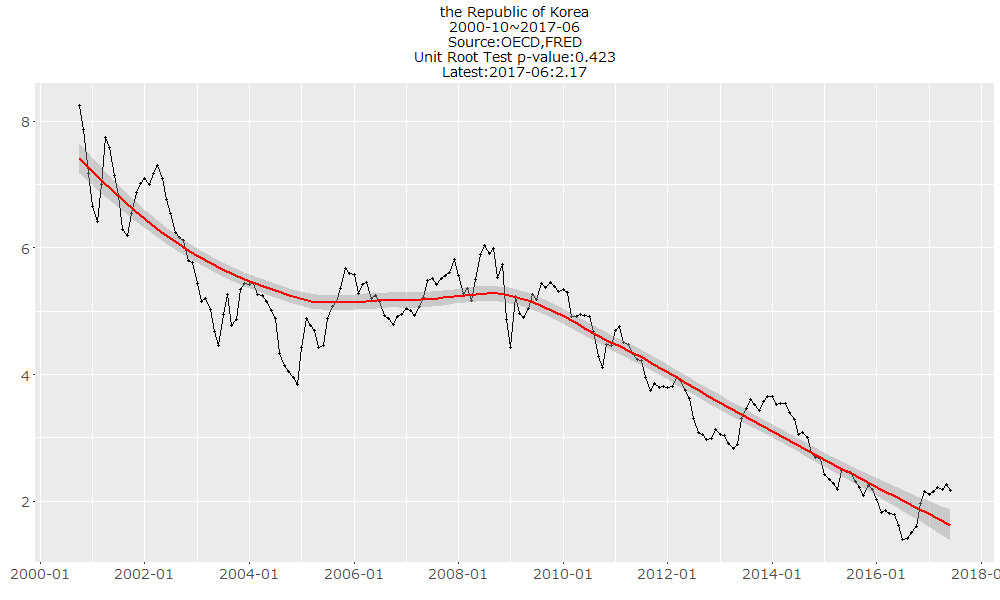 the Republic of Korea
2000-10~2017-06
Source:OECD,FRED
Unit Root Test p-value:0.423
Latest:2017-06:2.17
8
6
4
2
2000-01 2002-01 2004-01 2006-01 2008-01 2010-01 2012-01 2014-01 2016-01 2018-0